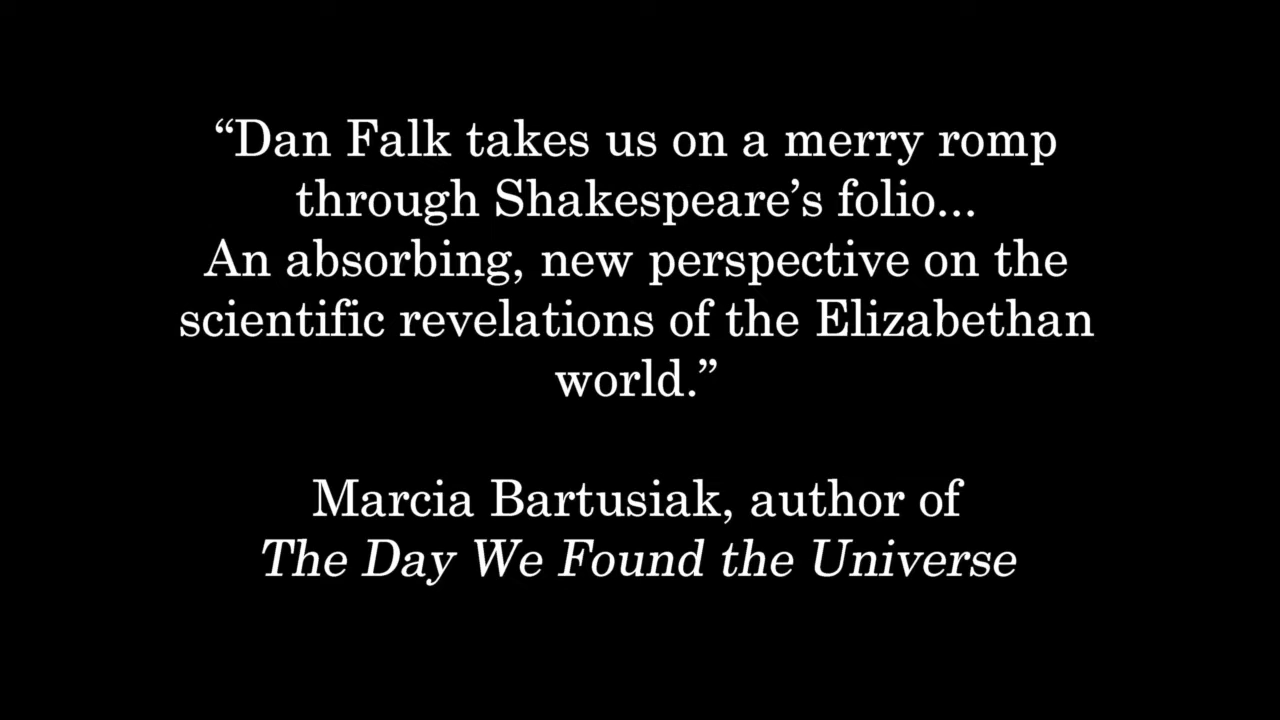 “Dan Falk takes us on a merry romp
through Shakespeare’s folio...
An absorbing, new perspective on the
scientific revelations of the Elizabethan
world.”
Marcia Bartusiak, author of
The Day We Found the Universe